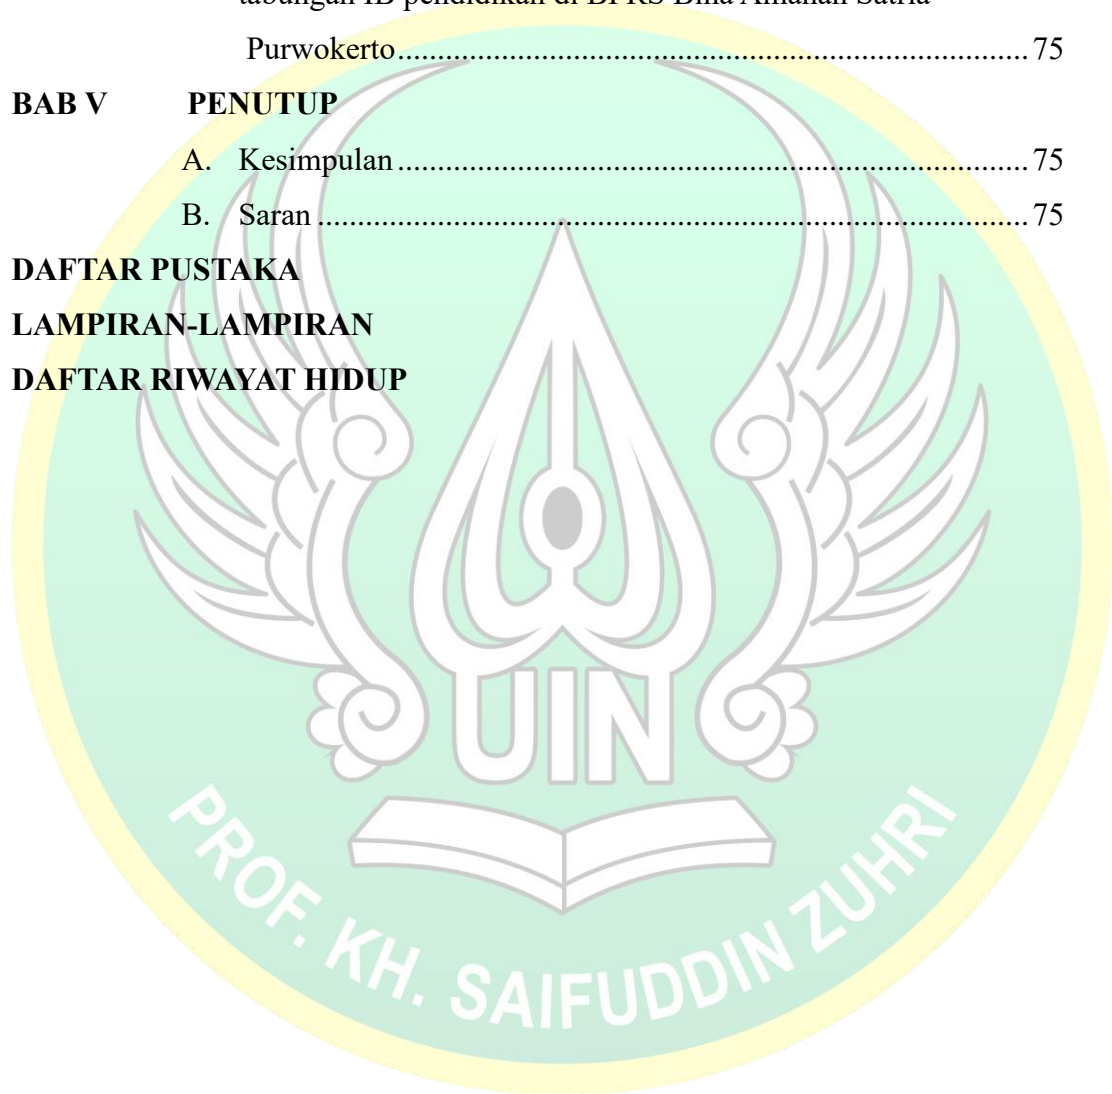 tabungan IB pendidikan di BPRS Bina Amanah Satria
Purwokerto.......................................................................... 75
BAB V PENUTUP
A. Kesimpulan.......................................................................... 75
B. Saran.................................................................................... 75
DAFTAR PUSTAKA
LAMPIRAN-LAMPIRAN
DAFTAR RIWAYAT HIDUP
UIN
PROF. KH. SAIFUDDIN ZUHRI